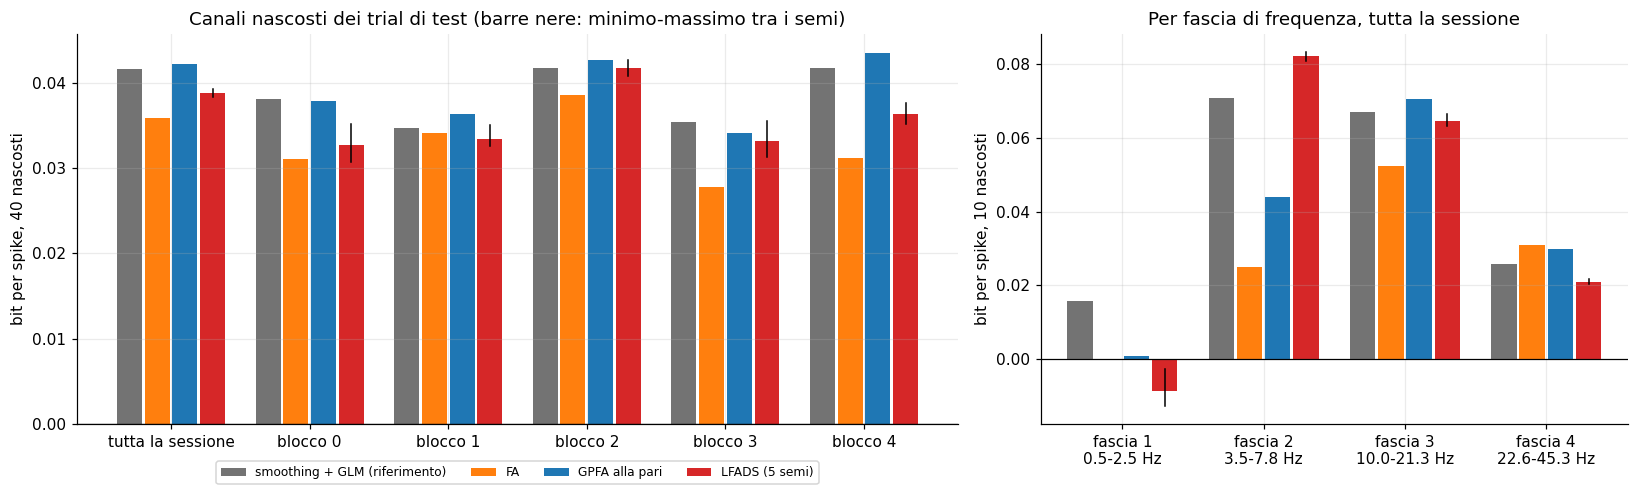 Canali nascosti dei trial di test (barre nere: minimo-massimo tra i semi)
bit per spike, 40 nascosti
0.04
0.03
0.02
0.01
0.00
tutta la sessione
blocco 0
blocco 1
blocco 2
blocco 3
blocco 4
smoothing + GLM (riferimento)
FA
GPFA alla pari
LFADS (5 semi)
Per fascia di frequenza, tutta la sessione
bit per spike, 10 nascosti
0.08
0.06
0.04
0.02
0.00
fascia 1
0.5-2.5 Hz
fascia 2
3.5-7.8 Hz
fascia 3
10.0-21.3 Hz
fascia 4
22.6-45.3 Hz